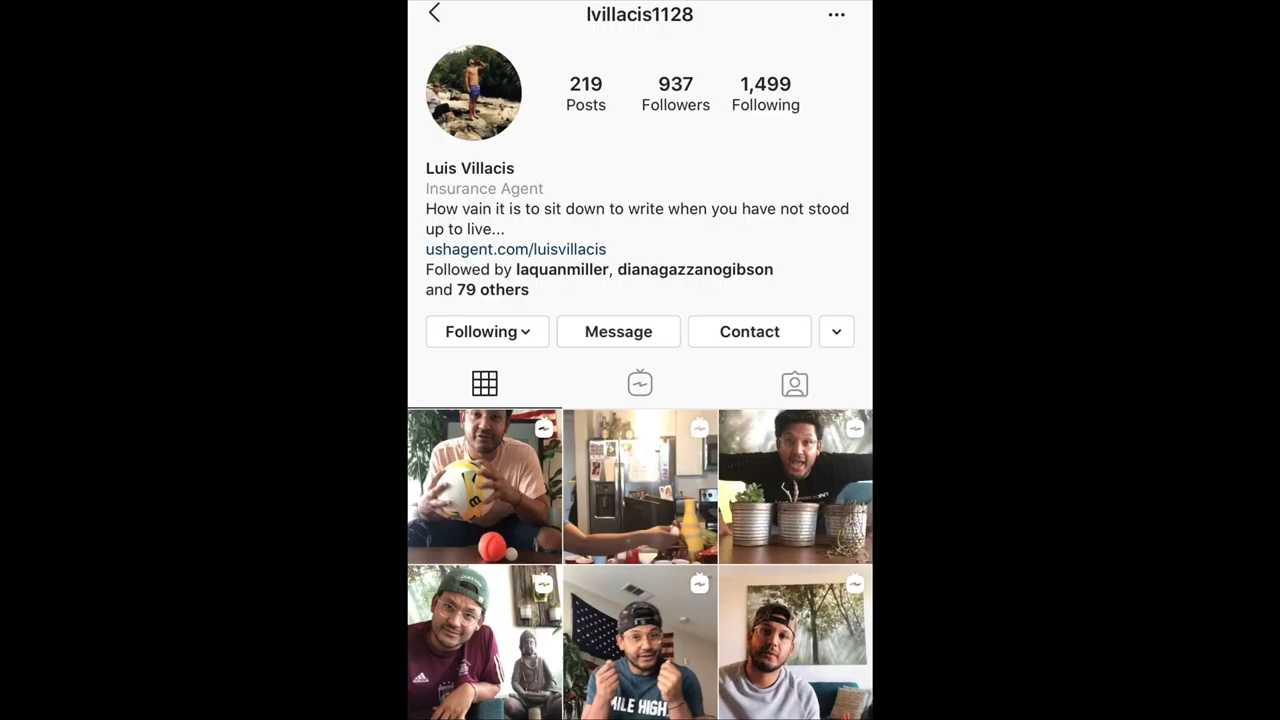 lvillacis1128
219 937 1,499
Posts Followers Following
Luis Villacis
Insurance Agent
How vain it is to sit down to write when you have not stood
up to live...
ushagent.com/luisvillacis
Followed by laquanmiller, dianagazzanogibson
and 79 others
Following Message Contact
MILE HIGH